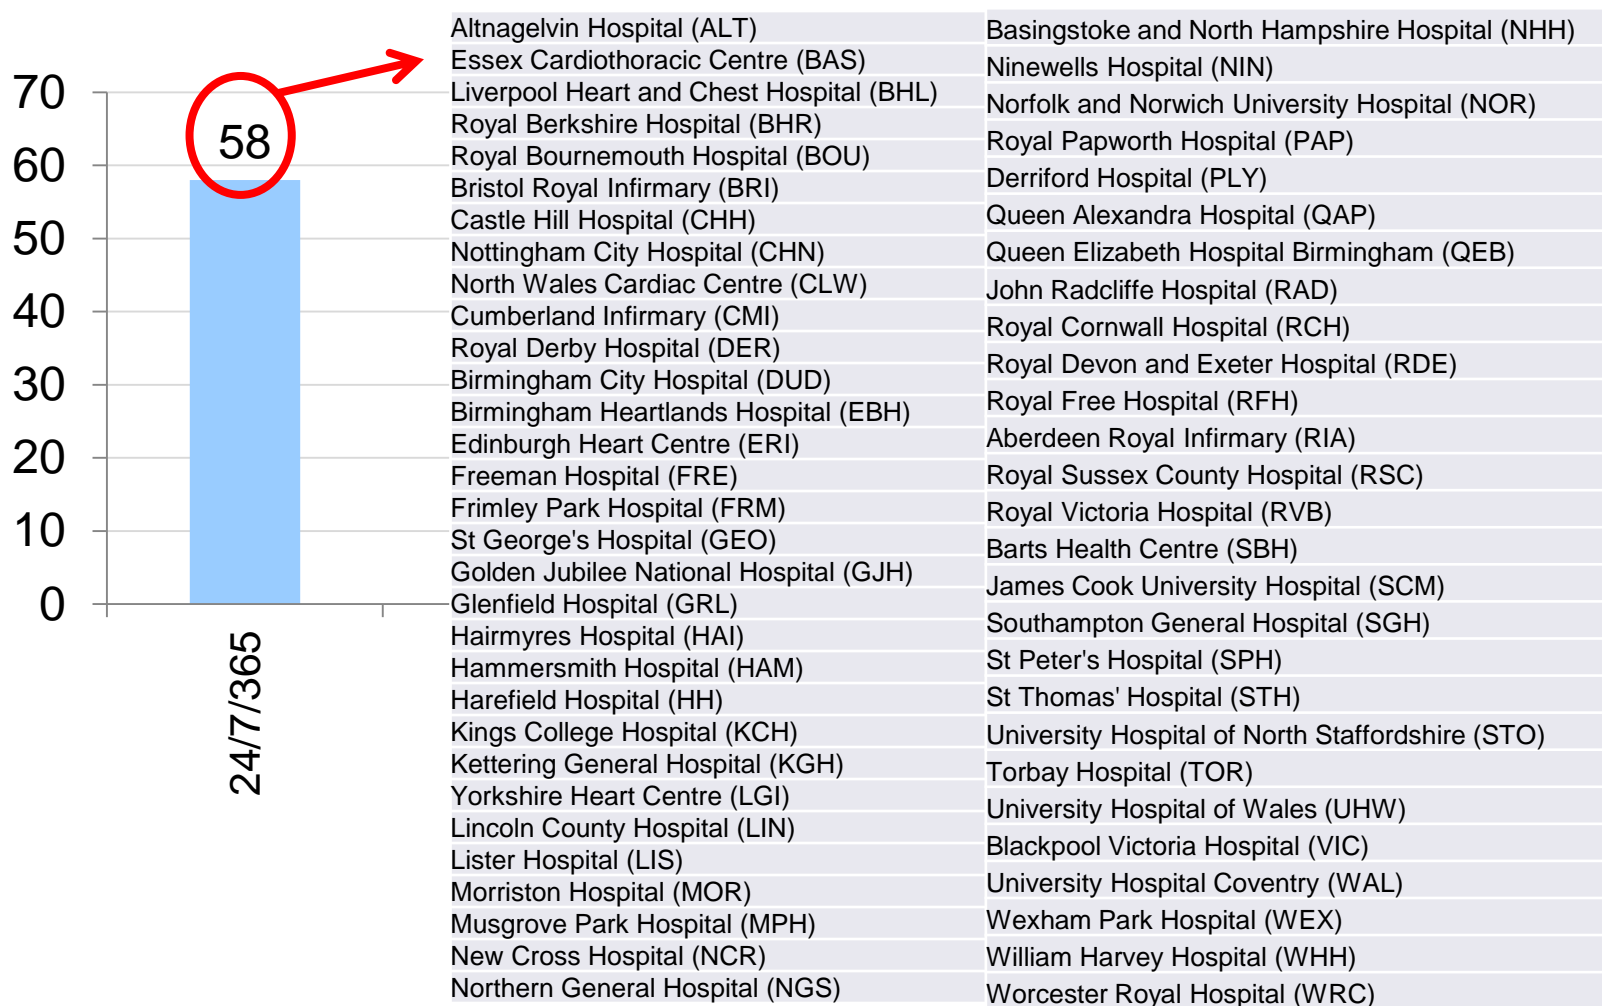 70
60
50
40
30
20
10
0
58
24/7/365
Altnagelvin Hospital (ALT)
Essex Cardiothoracic Centre (BAS)
Liverpool Heart and Chest Hospital (BHL)
Royal Berkshire Hospital (BHR)
Royal Bournemouth Hospital (BOU)
Bristol Royal Infirmary (BRI)
Castle Hill Hospital (CHH)
Nottingham City Hospital (CHN)
North Wales Cardiac Centre (CLW)
Cumberland Infirmary (CMI)
Royal Derby Hospital (DER)
Birmingham City Hospital (DUD)
Birmingham Heartlands Hospital (EBH)
Edinburgh Heart Centre (ERI)
Freeman Hospital (FRE)
Frimley Park Hospital (FRM)
St George's Hospital (GEO)
Golden Jubilee National Hospital (GJH)
Glenfield Hospital (GRL)
Hairmyres Hospital (HAI)
Hammersmith Hospital (HAM)
Harefield Hospital (HH)
Kings College Hospital (KCH)
Kettering General Hospital (KGH)
Yorkshire Heart Centre (LGI)
Lincoln County Hospital (LIN)
Lister Hospital (LIS)
Morriston Hospital (MOR)
Musgrove Park Hospital (MPH)
New Cross Hospital (NCR)
Northern General Hospital (NGS)
Basingstoke and North Hampshire Hospital (NHH)
Ninewells Hospital (NIN)
Norfolk and Norwich University Hospital (NOR)
Royal Papworth Hospital (PAP)
Derriford Hospital (PLY)
Queen Alexandra Hospital (QAP)
Queen Elizabeth Hospital Birmingham (QEB)
John Radcliffe Hospital (RAD)
Royal Cornwall Hospital (RCH)
Royal Devon and Exeter Hospital (RDE)
Royal Free Hospital (RFH)
Aberdeen Royal Infirmary (RIA)
Royal Sussex County Hospital (RSC)
Royal Victoria Hospital (RVB)
Barts Health Centre (SBH)
James Cook University Hospital (SCM)
Southampton General Hospital (SGH)
St Peter's Hospital (SPH)
St Thomas' Hospital (STH)
University Hospital of North Staffordshire (STO)
Torbay Hospital (TOR)
University Hospital of Wales (UHW)
Blackpool Victoria Hospital (VIC)
University Hospital Coventry (WAL)
Wexham Park Hospital (WEX)
William Harvey Hospital (WHH)
Worcester Royal Hospital (WRC)